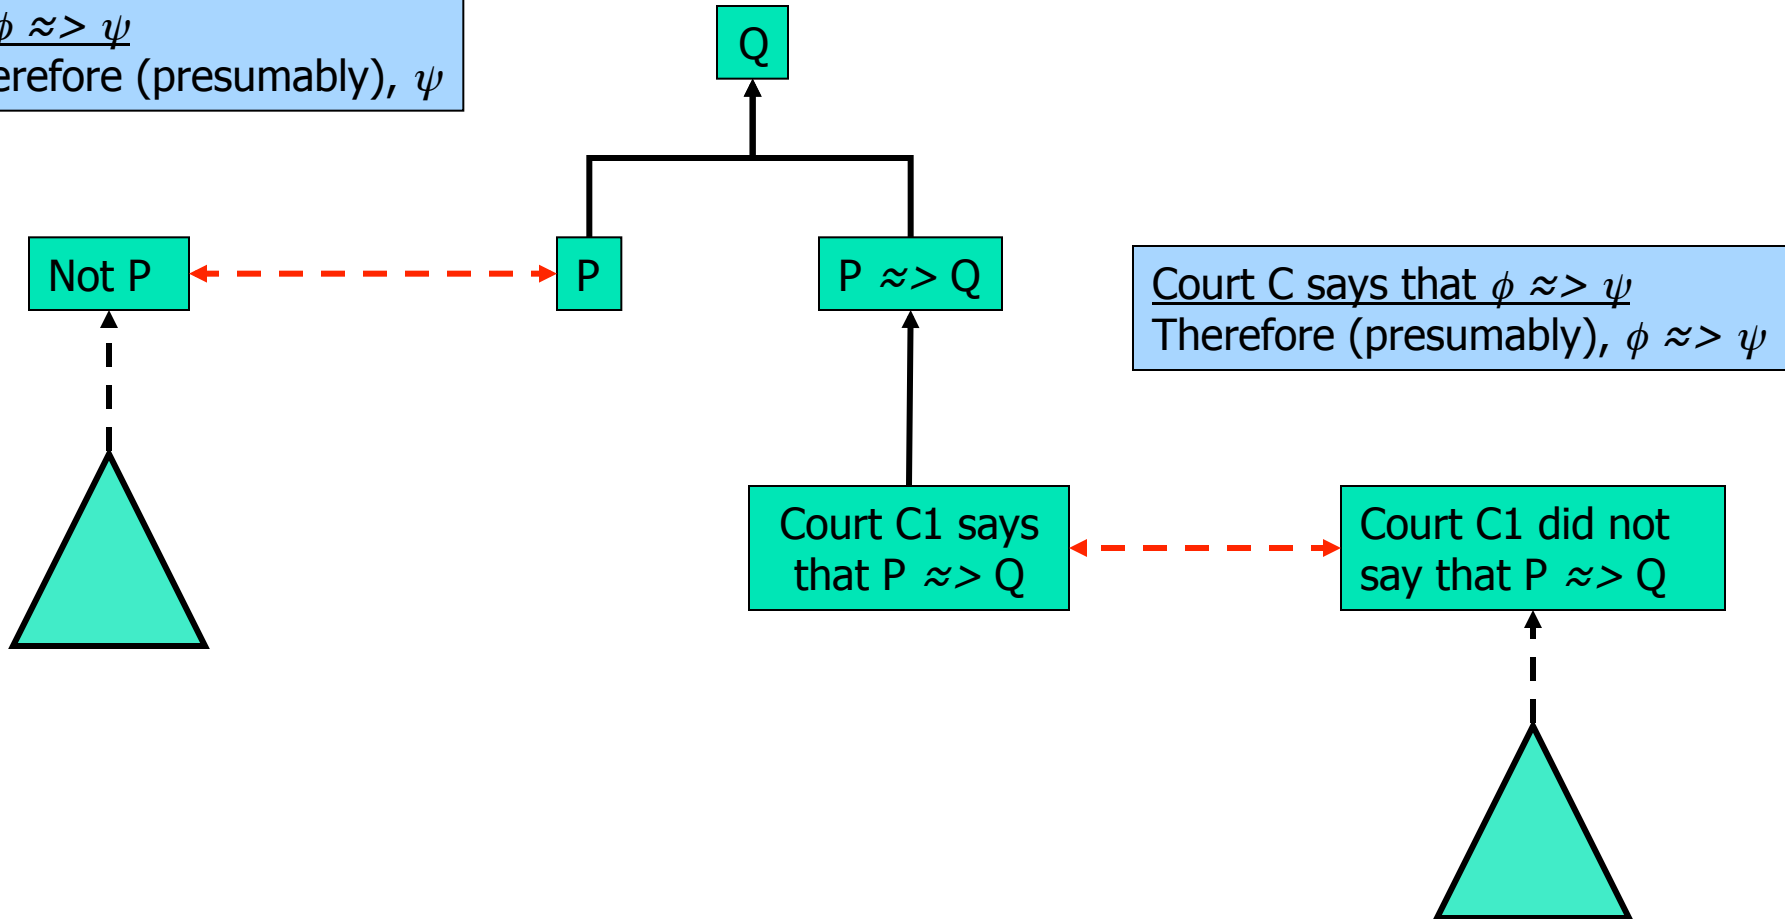 ϕ ≈> ψ
erefore (presumably), ψ
Q
Not P
P
P ≈> Q
Court C says that ϕ ≈> ψ
Therefore (presumably), ϕ ≈> ψ
Court C1 says
that P ≈> Q
Court C1 did not
say that P ≈> Q